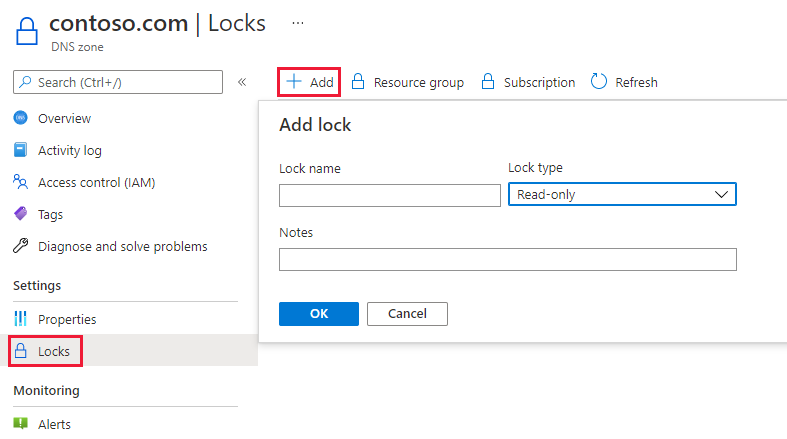 contoso.com | Locks ...
DNS zone
Search (Ctrl+/)
«
Overview
Activity log
Access control (IAM)
Tags
Diagnose and solve problems
Settings
Properties
Locks
Monitoring
Alerts
+ Add Resource group Subscription Refresh
Add lock
Lock name Lock type
Read-only
Notes
OK Cancel